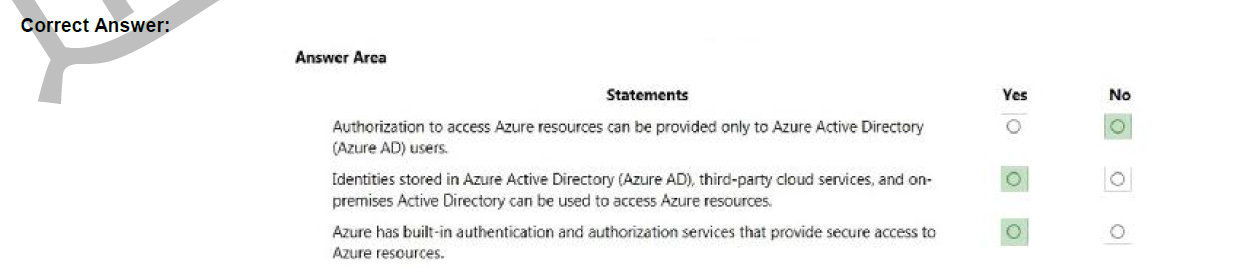 Correct Answer:
Answer Area
Statements Yes No
Authorization to access Azure resources can be provided only to Azure Active Directory
(Azure AD) users.
Identities stored in Azure Active Directory (Azure AD), third-party cloud services, and on-
premises Active Directory can be used to access Azure resources.
Azure has built-in authentication and authorization services that provide secure access to
Azure resources.